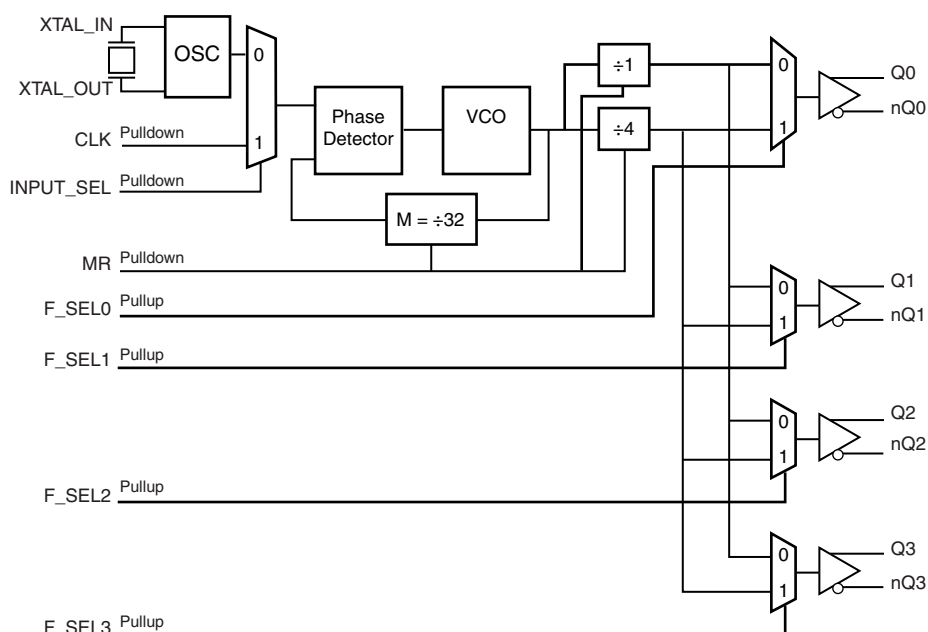 XTAL_IN
OSC
0
÷1
0
Q0
XTAL_OUT
Phase
Detector
VCO
nQ0
CLK Pulldown
1
÷4
1
INPUT_SEL Pulldown
M = ÷32
MR Pulldown
0
Q1
F_SEL0 Pullup
1
nQ1
F_SEL1 Pullup
0
Q2
1
nQ2
F_SEL2 Pullup
0
Q3
1
nQ3
F_SEL3 Pullup